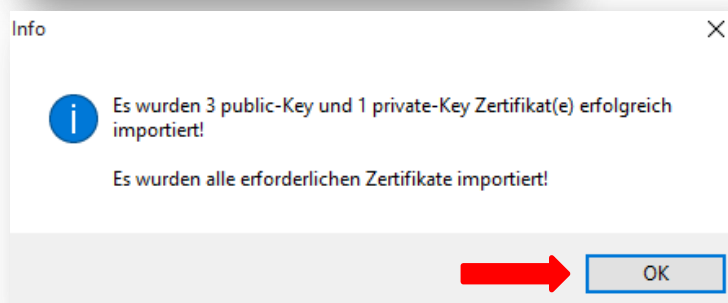 Info
Es wurden 3 public-Key und 1 private-Key Zertifikat(e) erfolgreich
importiert!
Es wurden alle erforderlichen Zertifikate importiert!
OK